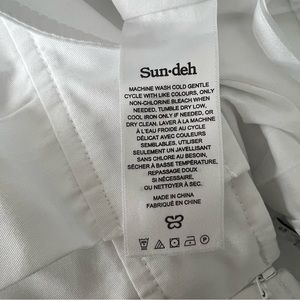 Sun·deh
MACHINE WASH COLD GENTLE
CYCLE WITH LIKE COLOURS, ONLY
NON-CHLORINE BLEACH WHEN
NEEDED, TUMBLE DRY LOW,
COOL IRON ONLY IF NEEDED, OR
DRY CLEAN. LAVER À LA MACHINE
À L'EAU FROIDE AU CYCLE
DÉLICAT AVEC COULEURS
SIMILAIRES, UTILISER
SEULEMENT UN JAVELLISANT
SANS CHLORE AU BESOIN,
SÉCHER À BASSE TEMPÉRATURE,
REPASSAGE DOUX
SI NÉCESSAIRE,
OU NETTOYER À SEC.
MADE IN CHINA
FABRIQUÉ EN CHINE
P